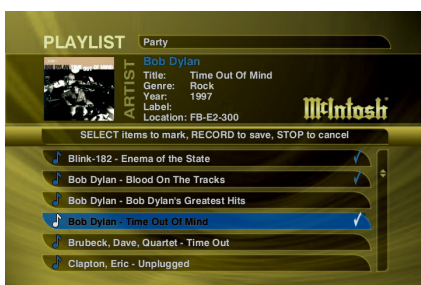 PLAYLIST Party
ARTIST
Bob Dylan
Title: Time Out Of Mind
Genre: Rock
Year: 1997
Label:
Location: FB-E2-300
McIntosh
SELECT items to mark, RECORD to save, STOP to cancel
Blink-182 - Enema of the State
Bob Dylan - Blood On The Tracks
Bob Dylan - Bob Dylan's Greatest Hits
Bob Dylan - Time Out Of Mind
Brubeck, Dave, Quartet - Time Out
Clapton, Eric - Unplugged